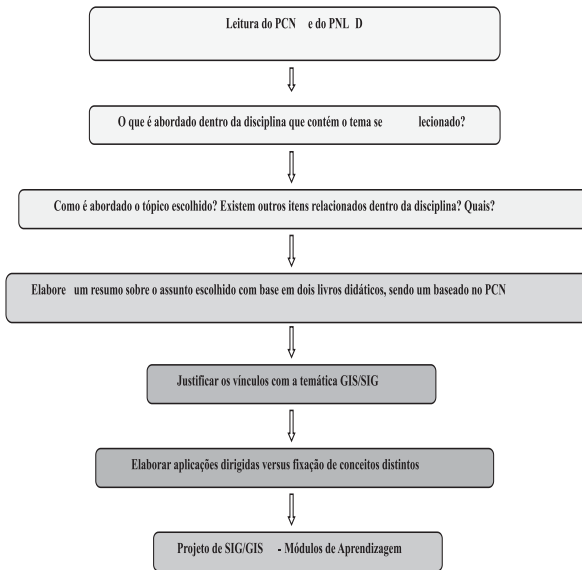 Leitura do PCN e do PNL D
O que é abordado dentro da disciplina que contém o tema se lecionado?
Como é abordado o tópico escolhido? Existem outros itens relacionados dentro da disciplina? Quais?
Elabore um resumo sobre o assunto escolhido com base em dois livros didáticos, sendo um baseado no PCN
Justificar os vínculos com a temática GIS/SIG
Elaborar aplicações dirigidas versus fixação de conceitos distintos
Projeto de SIG/GIS - Módulos de Aprendizagem